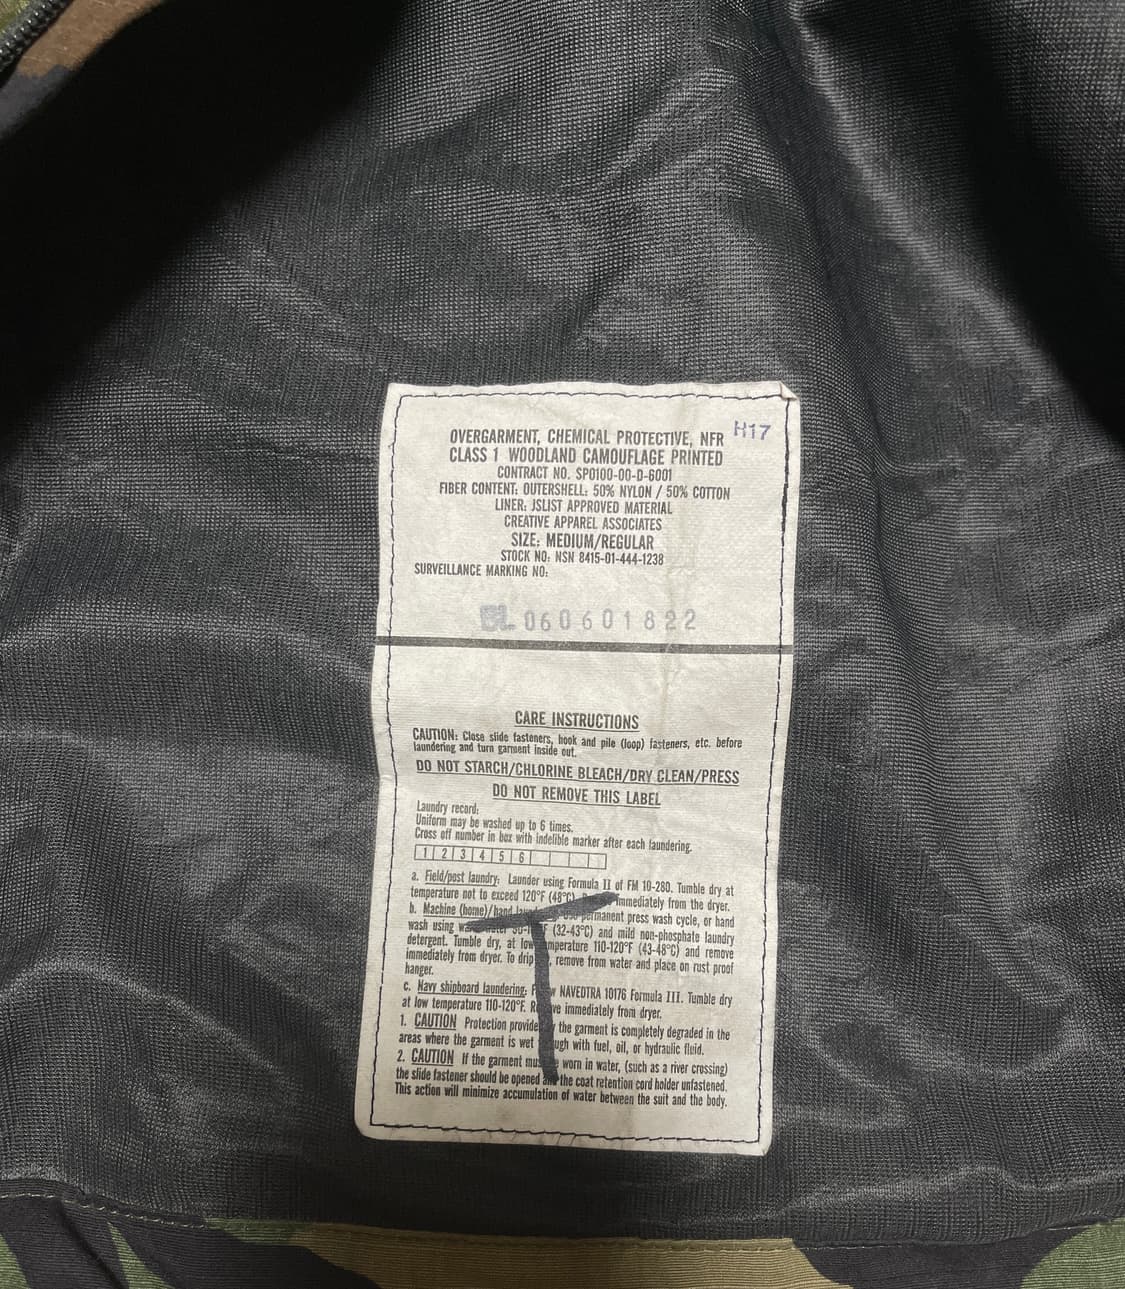 H17
OVERGARMENT, CHEMICAL PROTECTIVE, NFR
CLASS 1 WOODLAND CAMOUFLAGE PRINTED
CONTRACT NO. SP0100-00-D-6001
FIBER CONTENT: OUTERSHELL: 50% NYLON / 50% COTTON
LINER: JSLIST APPROVED MATERIAL
CREATIVE APPAREL ASSOCIATES
SIZE: MEDIUM/REGULAR
STOCK NO: NSN 8415-01-444-1238
SURVEILLANCE MARKING NO:
060601822
CARE INSTRUCTIONS
CAUTION: Close slide fasteners, hook and pile (loop) fasteners, etc. before
laundering and turn garment inside out.
DO NOT STARCH/CHLORINE BLEACH/DRY CLEAN/PRESS
DO NOT REMOVE THIS LABEL
Laundry record:
Uniform may be washed up to 6 times.
Cross off number in box with indelible marker after each laundering.
1 2 3 4 5 6
a. Field/post laundry: Launder using Formula II of FM 10-280. Tumble dry at
temperature not to exceed 120°F (48°C). immediately from the dryer.
b. Machine (home)/hand permanent press wash cycle, or hand
wash using (32-43°C) and mild non-phosphate laundry
detergent. Tumble dry, at low temperature 110-120°F (43-48°C) and remove
immediately from dryer. To drip , remove from water and place on rust proof
hanger.
c. Navy shipboard laundering: NAVEDTRA 10176 Formula III. Tumble dry
at low temperature 110-120°F. immediately from dryer.
1. CAUTION Protection the garment is completely degraded in the
areas where the garment is wet with fuel, oil, or hydraulic fluid.
2. CAUTION If the garment worn in water, (such as a river crossing)
the slide fastener should be opened the coat retention cord holder unfastened.
This action will minimize accumulation of water between the suit and the body.
T